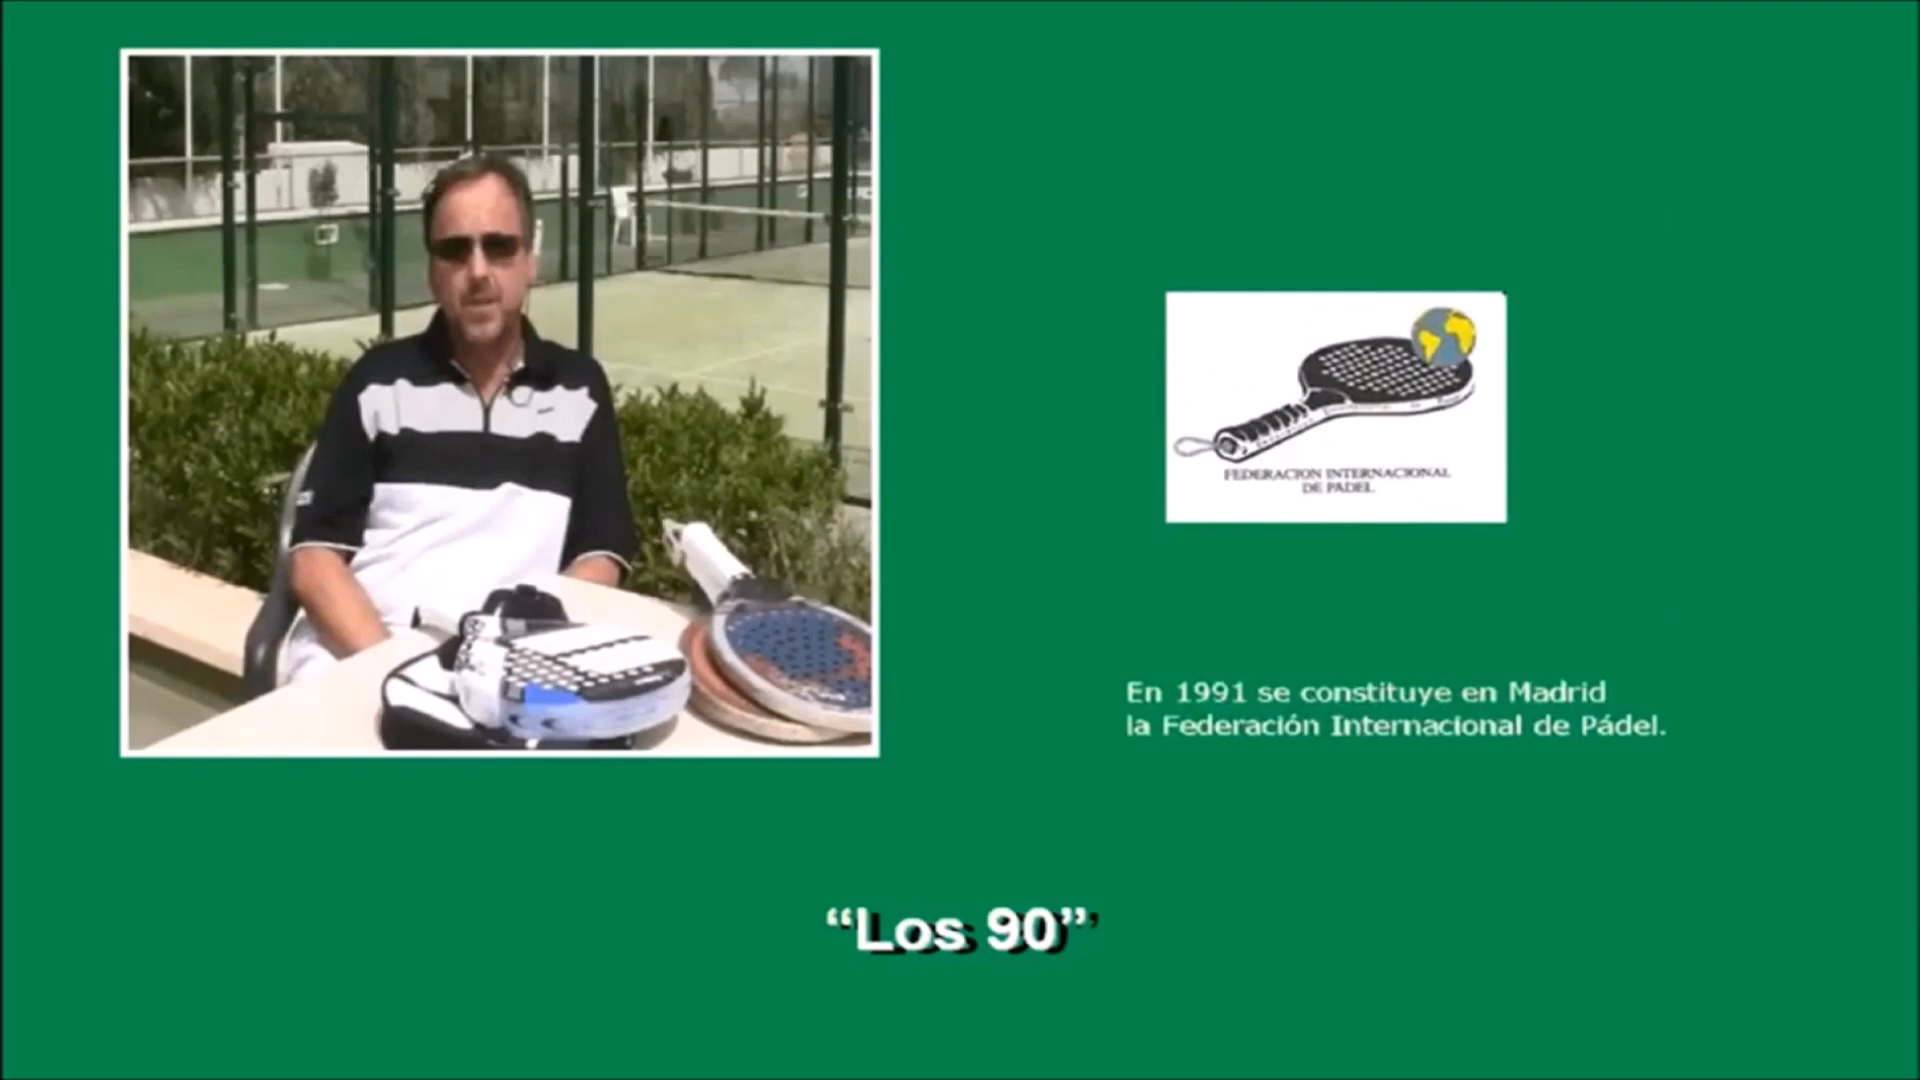 FEDERACION INTERNACIONAL
DE PADEL
En 1991 se constituye en Madrid
la Federación Internacional de Pádel.
“Los 90”